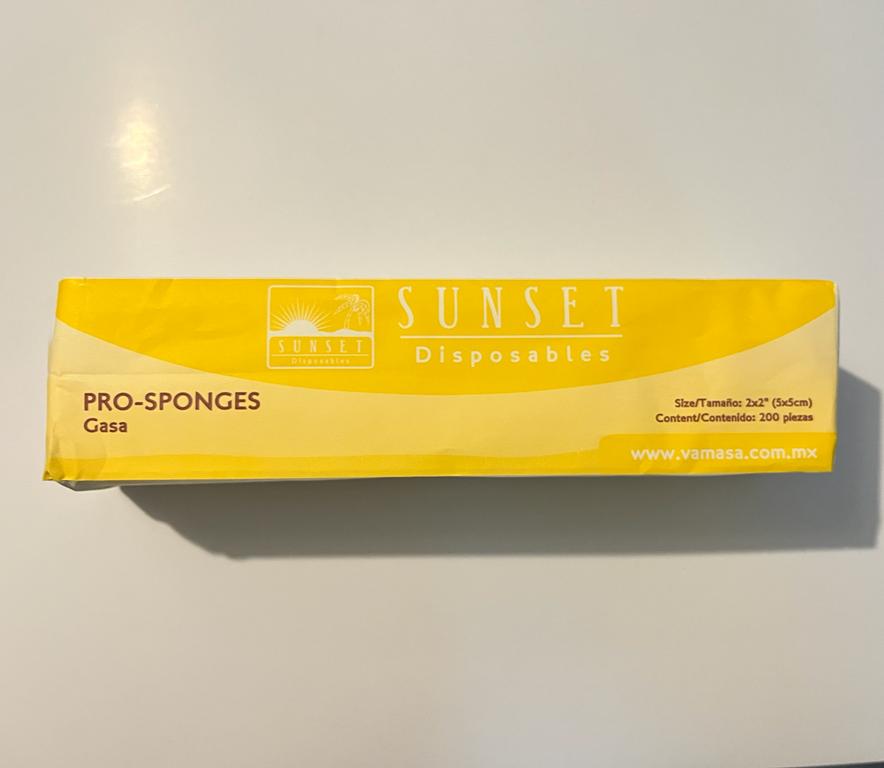 SUNSET
Disposables
SUNSET
Disposables
PRO-SPONGES
Gasa
Size/Tamaño: 2x2" (5x5cm)
Content/Contenido: 200 piezas
www.vamasa.com.mx